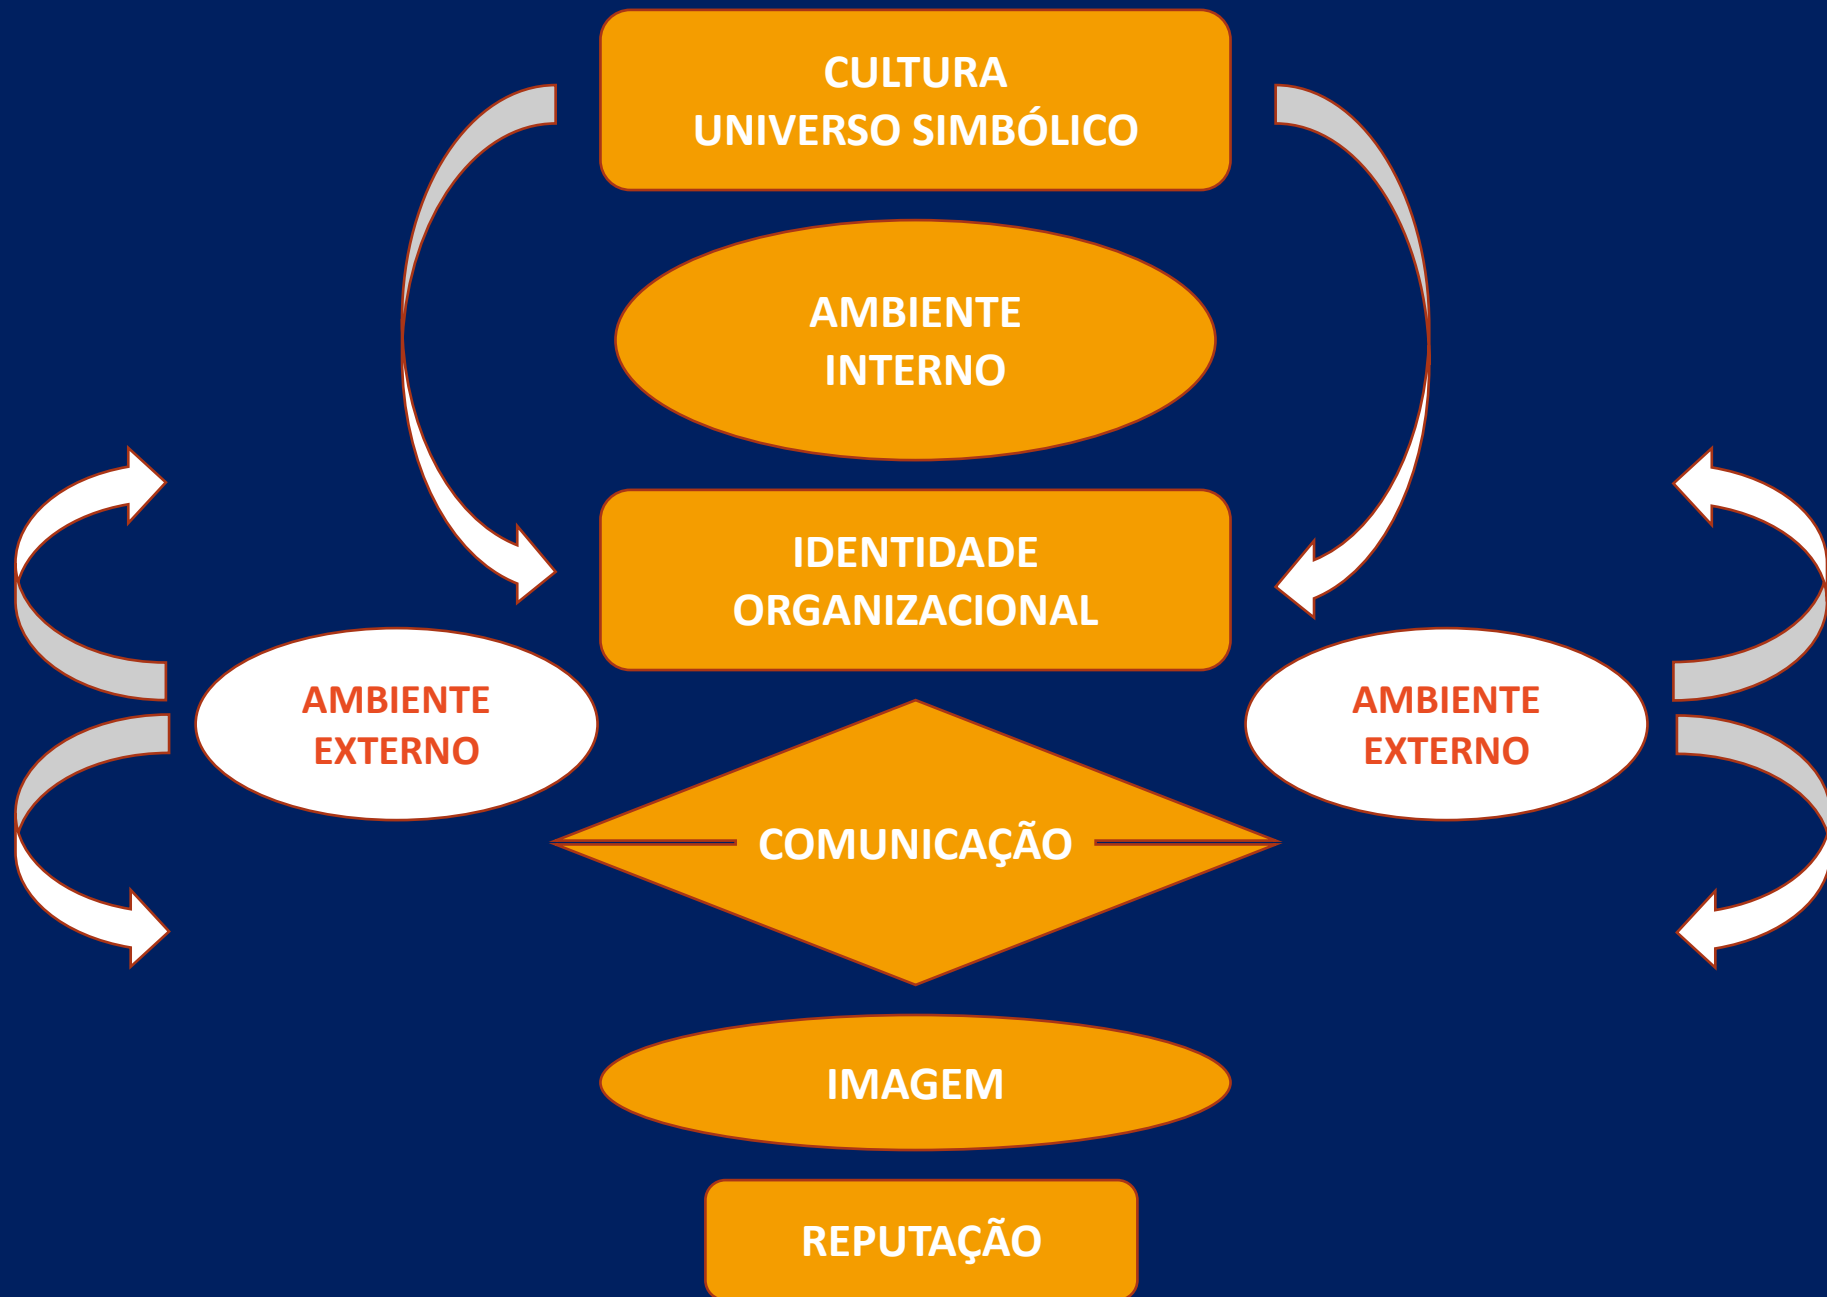 CULTURA
UNIVERSO SIMBÓLICO
AMBIENTE
INTERNO
IDENTIDADE
ORGANIZACIONAL
AMBIENTE
EXTERNO
AMBIENTE
EXTERNO
COMUNICAÇÃO
IMAGEM
REPUTAÇÃO